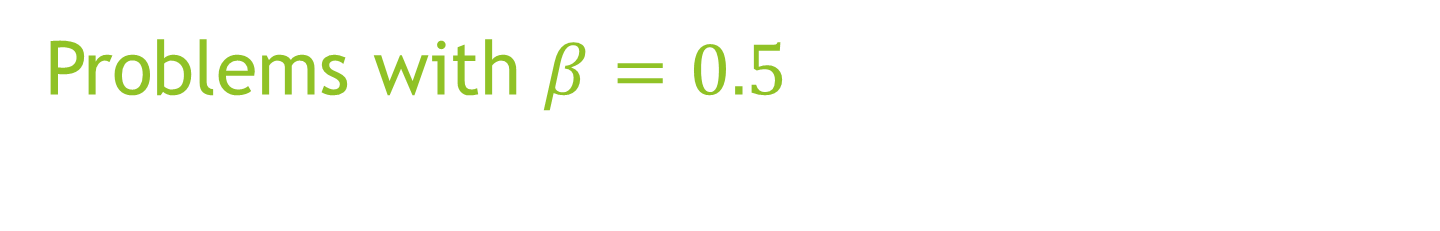 Problems with 𝛽 = 0.5